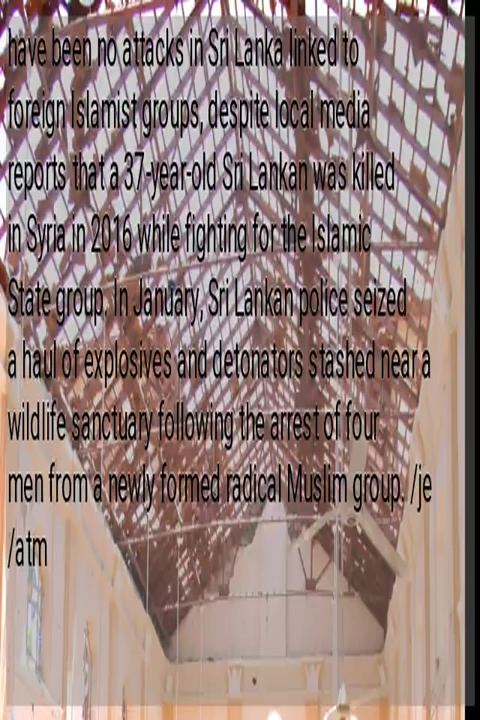 have been no attacks in Sri Lanka linked to
foreign Islamist groups, despite local media
reports that a 37-year-old Sri Lankan was killed
in Syria in 2016 while fighting for the Islamic
State group. In January, Sri Lankan police seized
a haul of explosives and detonators stashed near a
wildlife sanctuary following the arrest of four
men from a newly formed radical Muslim group. /je
/atm